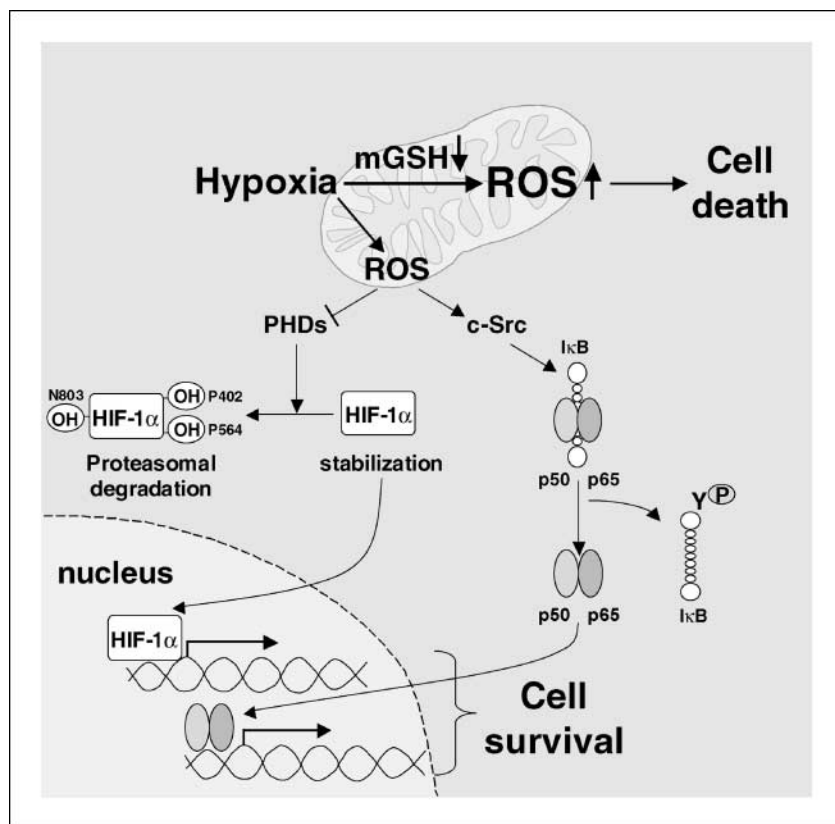 mGSH
Hypoxia
ROS
Cell
death
ROS
PHDs
c-Src
IκB
N803
OH
HIF-1α
OH
P402
OH
P564
HIF-1α
Proteasomal
degradation
stabilization
p50
p65
Y
P
nucleus
IκB
p50
p65
HIF-1α
Cell
survival